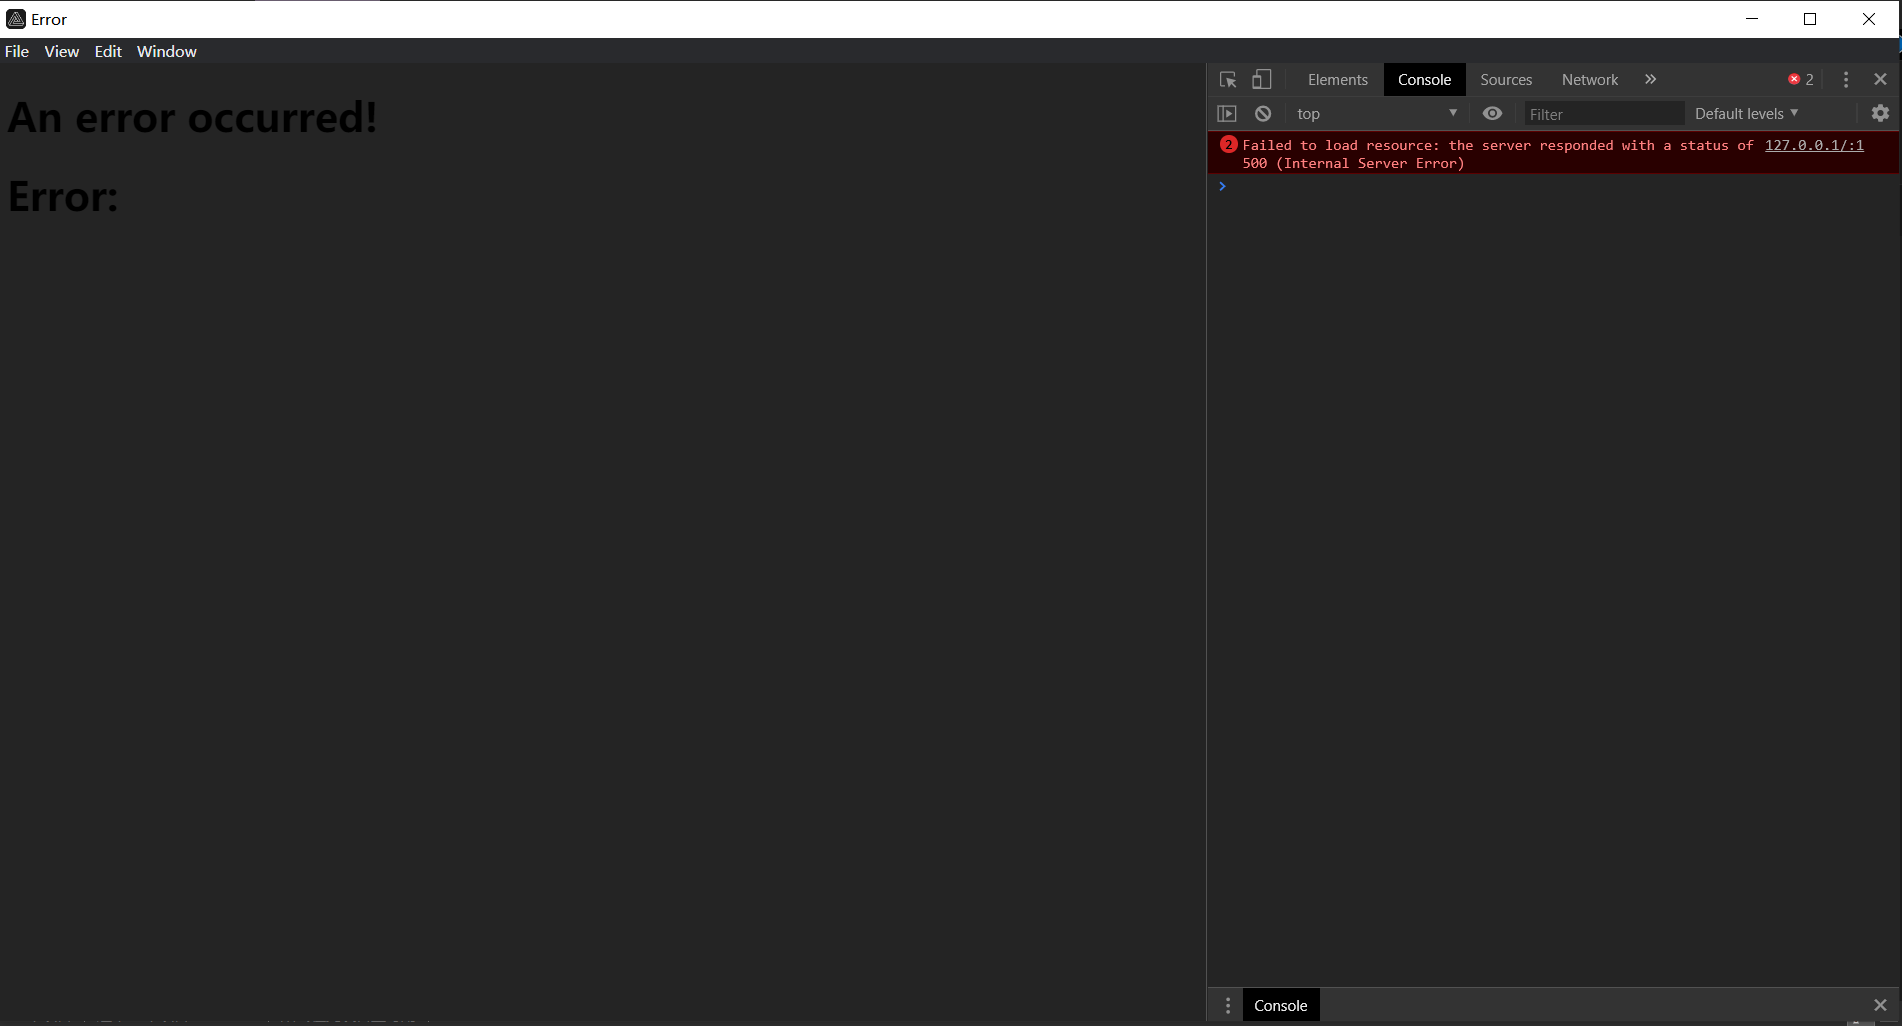 Error
File View Edit Window
An error occurred!
Error:
Elements Console Sources Network 2
top Filter Default levels
2 Failed to load resource: the server responded with a status of 127.0.0.1/:1
500 (Internal Server Error)
Console